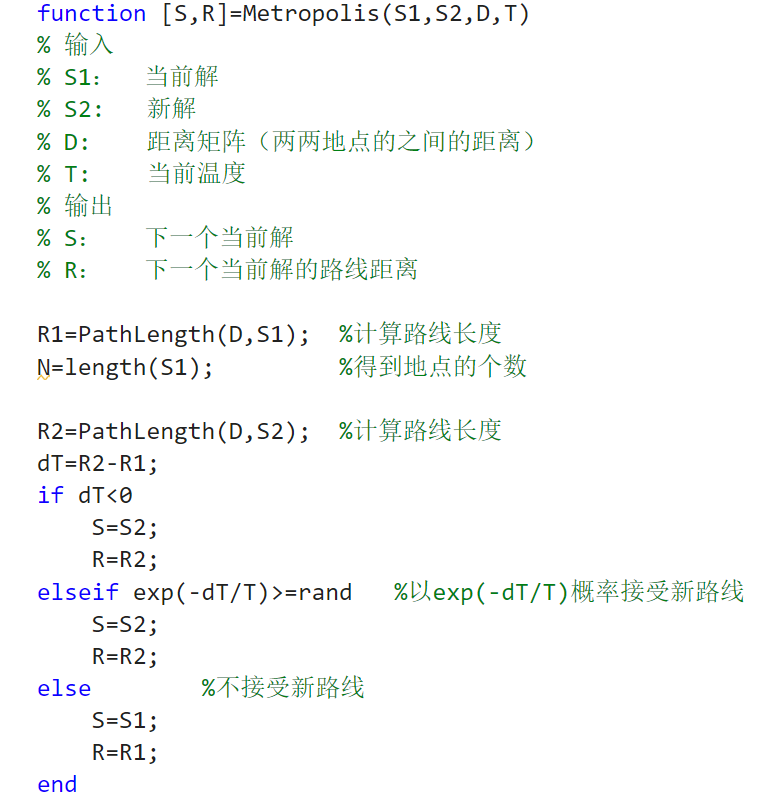 function [S,R]=Metropolis(S1,S2,D,T)
% 输入
% S1:   当前解
% S2:   新解
% D:    距离矩阵（两两地点的之间的距离）
% T:    当前温度
% 输出
% S:    下一个当前解
% R:    下一个当前解的路线距离
R1=PathLength(D,S1);  %计算路线长度
N=length(S1);         %得到地点的个数
R2=PathLength(D,S2);  %计算路线长度
dT=R2-R1;
if dT<0
    S=S2;
    R=R2;
elseif exp(-dT/T)>=rand   %以exp(-dT/T)概率接受新路线
    S=S2;
    R=R2;
else        %不接受新路线
    S=S1;
    R=R1;
end